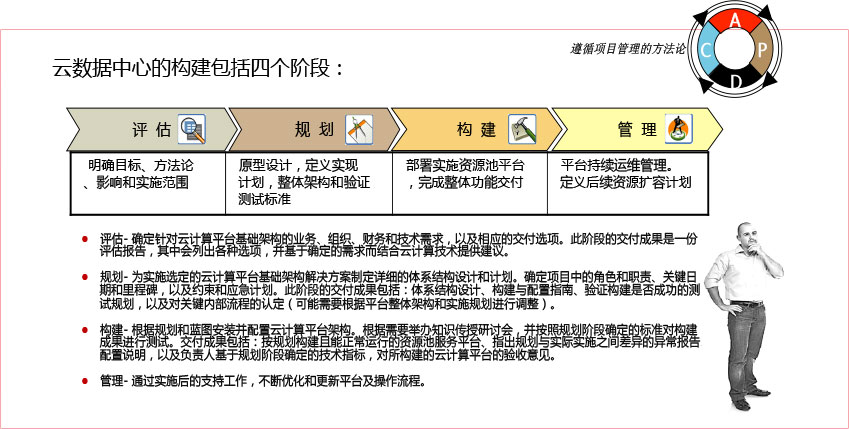 遵循项目管理的方法论
A
C
P
D
云数据中心的构建包括四个阶段：
评 估
规 划
构 建
管 理
明确目标、方法论
、影响和实施范围
原型设计，定义实现
计划，整体架构和验证
测试标准
部署实施资源池平台
，完成整体功能交付
平台持续运维管理。
定义后续资源扩容计划
● 评估- 确定针对云计算平台基础架构的业务、组织、财务和技术需求，以及相应的交付选项。此阶段的交付成果是一份
评估报告，其中会列出各种选项，并基于确定的需求而结合云计算技术提供建议。
● 规划- 为实施选定的云计算平台基础架构解决方案制定详细的体系结构设计和计划。确定项目中的角色和职责、关键日
期和里程碑，以及约束和应急计划。此阶段的交付成果包括：体系结构设计、构建与配置指南、验证构建是否成功的测
试规划，以及对关键内部流程的认定（可能需要根据平台整体架构和实施规划进行调整）。
● 构建- 根据规划和蓝图安装并配置云计算平台架构。根据需要举办知识传授研讨会，并按照规划阶段确定的标准对构建
成果进行测试。交付成果包括：按规划构建且能正常运行的资源池服务平台、指出规划与实际实施之间差异的异常报告
配置说明，以及负责人基于规划阶段确定的技术指标，对所构建的云计算平台的验收意见。
● 管理- 通过实施后的支持工作，不断优化和更新平台及操作流程。